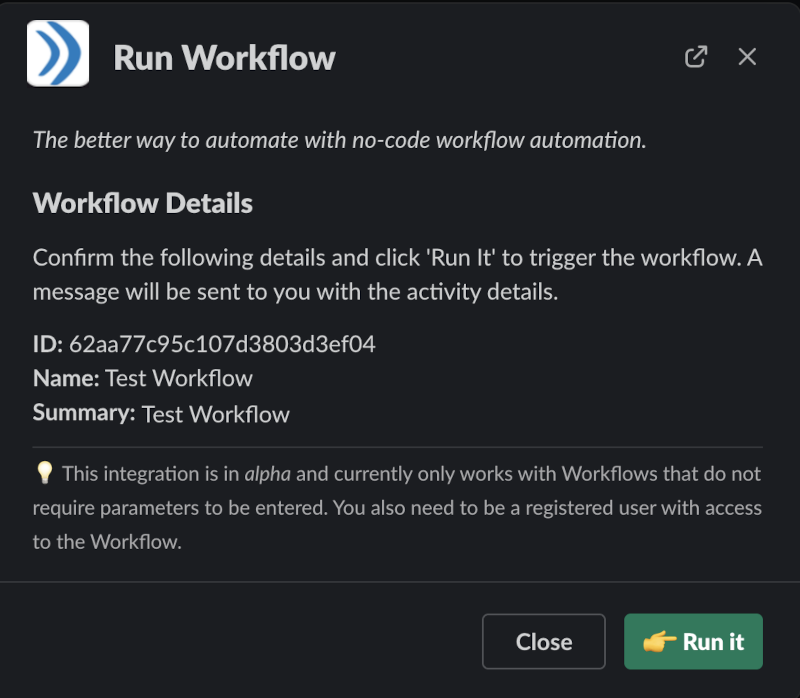 Run Workflow
The better way to automate with no-code workflow automation.
Workflow Details
Confirm the following details and click 'Run It' to trigger the workflow. A
message will be sent to you with the activity details.
ID: 62aa77c95c107d3803d3ef04
Name: Test Workflow
Summary: Test Workflow
💡 This integration is in alpha and currently only works with Workflows that do not
require parameters to be entered. You also need to be a registered user with access
to the Workflow.
Close
👉 Run it